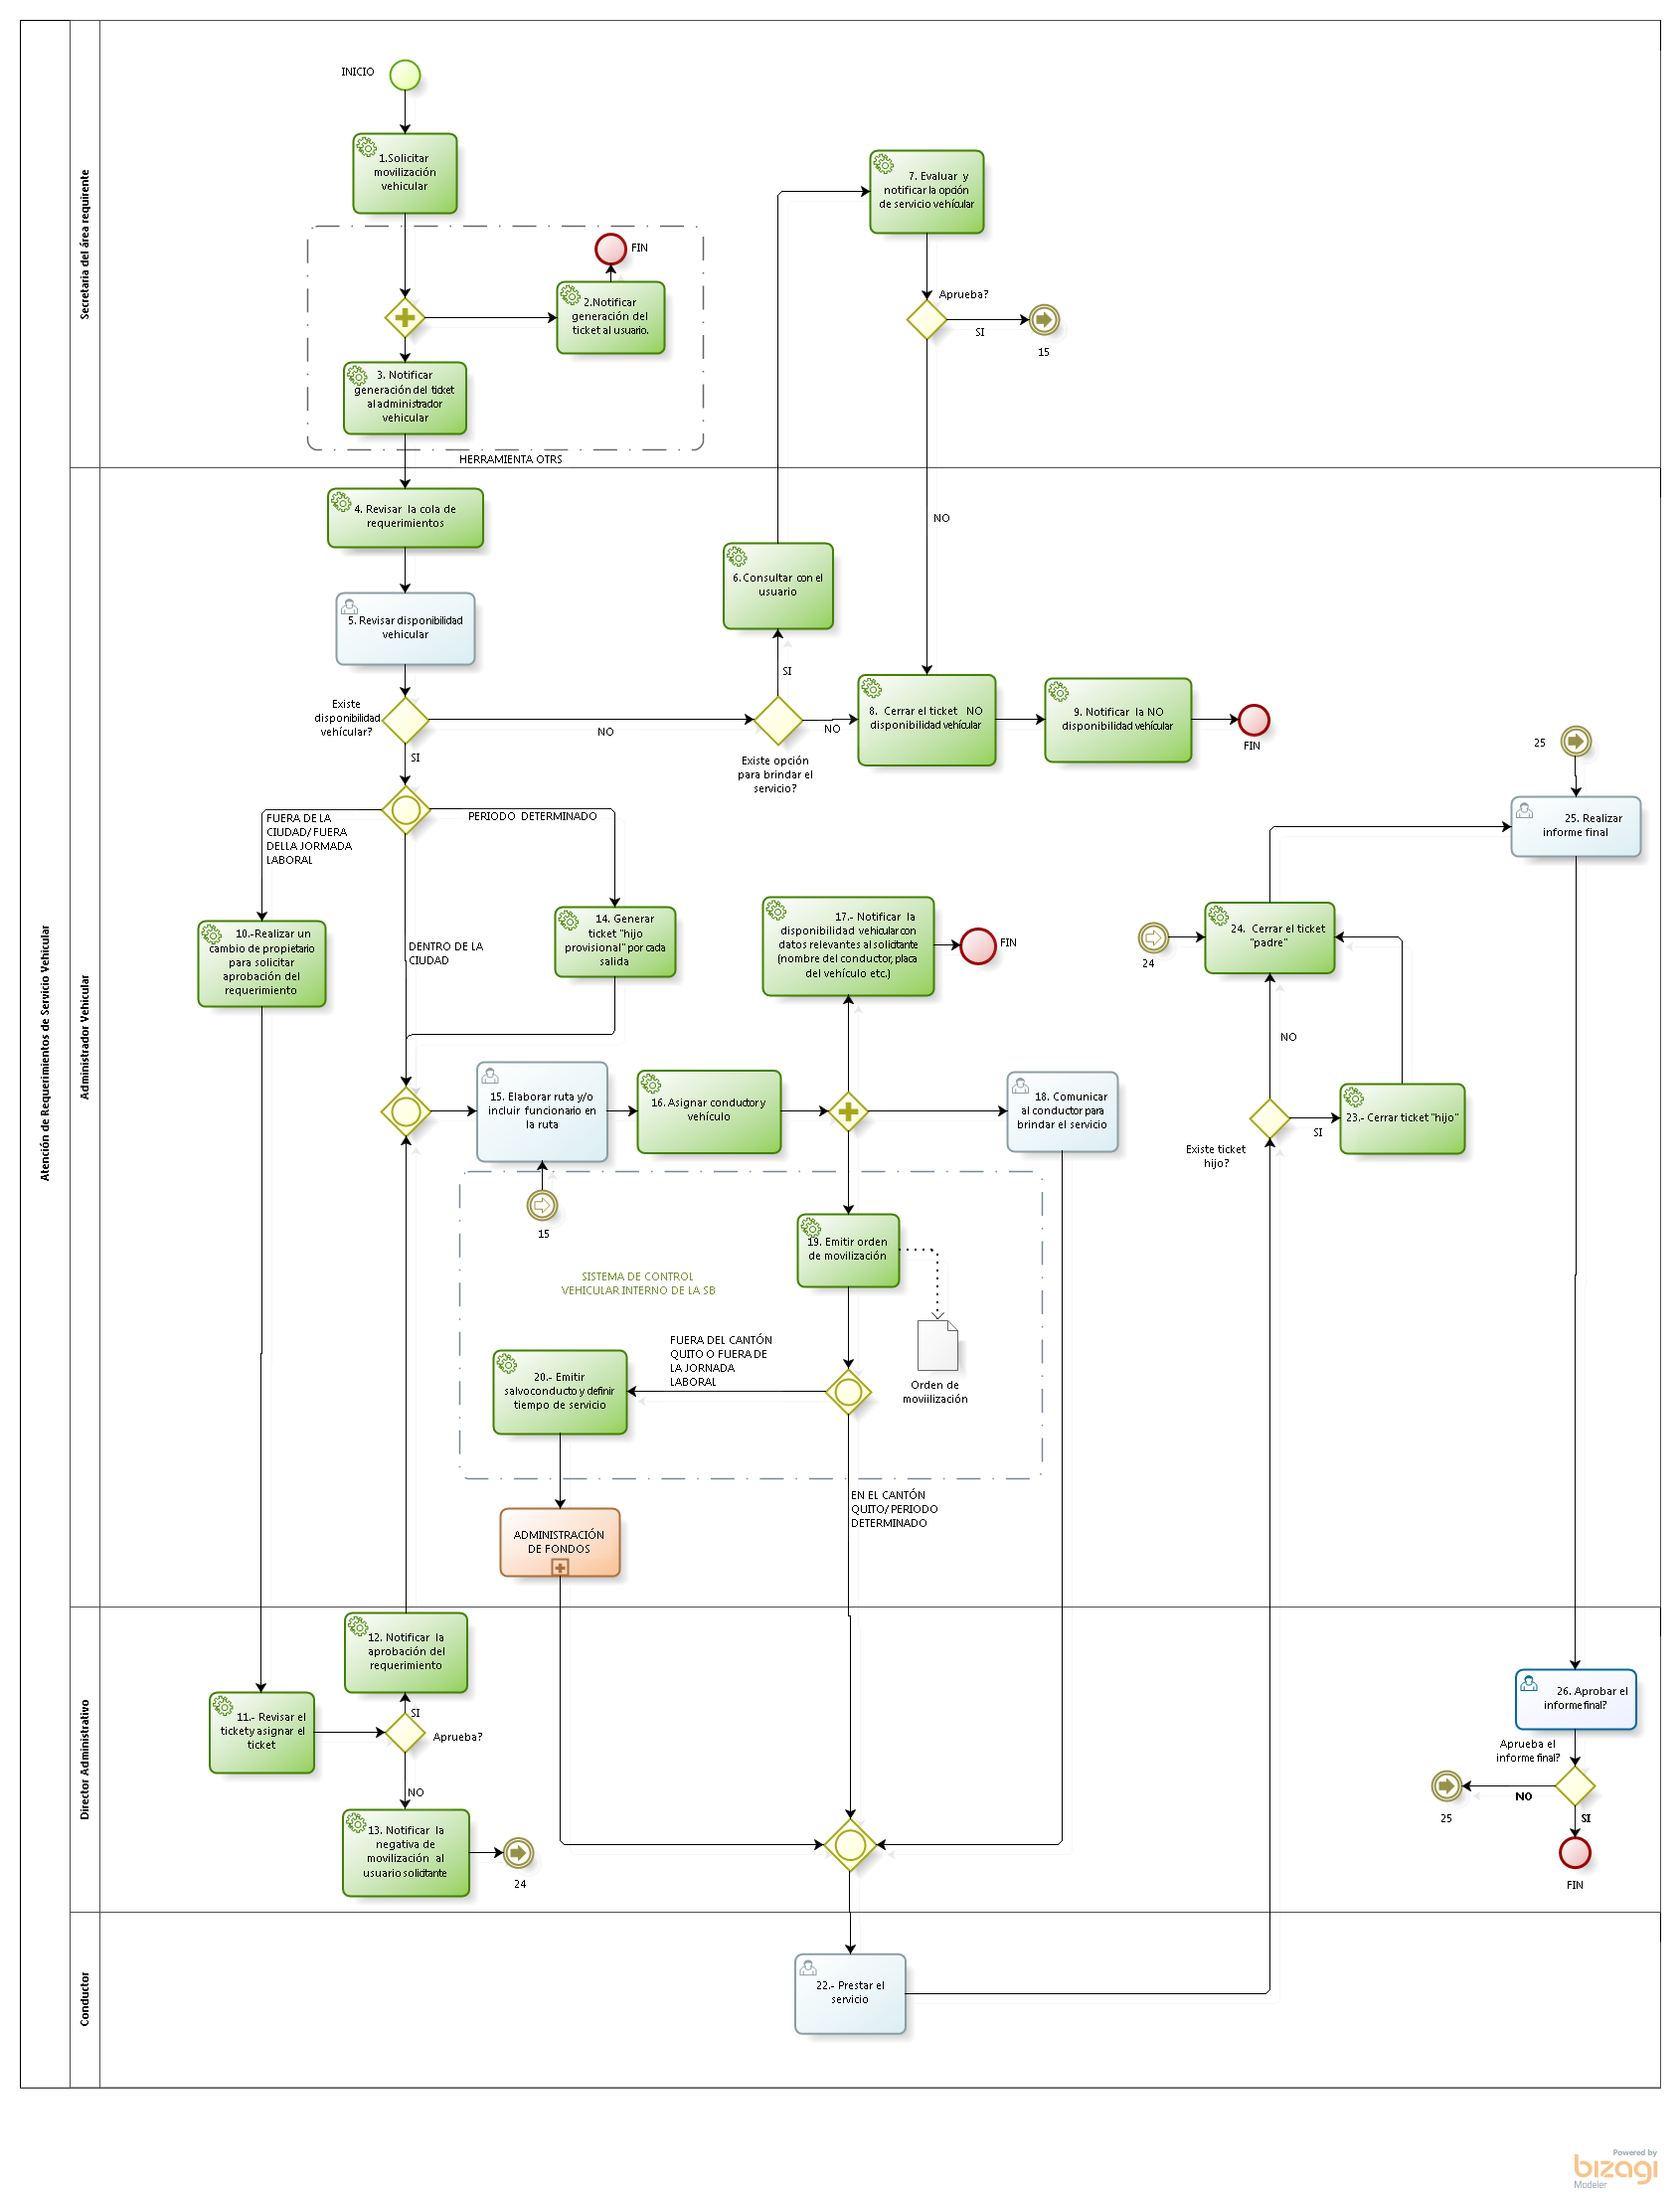 Atención de Requerimientos de Servicio Vehicular
Secretaria del área requirente
INICIO
1.Solicitar
movilización
vehicular
FIN
2.Notificar
generación del
ticket al usuario.
3. Notificar
generación del ticket
al administrador
vehicular
HERRAMIENTA OTRS
7. Evaluar y
notificar la opción
de servicio vehícular
Aprueba?
SI
15
NO
Administrador Vehicular
4. Revisar la cola de
requerimientos
5. Revisar disponibilidad
vehicular
6. Consultar con el
usuario
SI
Existe
disponibilidad
vehícular?
NO
SI
NO
Existe opción
para brindar el
servicio?
8. Cerrar el ticket NO
disponibilidad vehícular
9. Notificar la NO
disponibilidad vehícular
FIN
25
25. Realizar
informe final
FUERA DE LA
CIUDAD/ FUERA
DELLA JORMADA
LABORAL
PERIODO DETERMINADO
DENTRO DE LA
CIUDAD
10.-Realizar un
cambio de propietario
para solicitar
aprobación del
requerimiento
14. Generar
ticket "hijo
provisional" por cada
salida
17.- Notificar la
disponibilidad vehicular con
datos relevantes al solicitante
(nombre del conductor, placa
del vehículo etc.)
FIN
24
24. Cerrar el ticket
"padre"
NO
15. Elaborar ruta y/o
incluir funcionario en
la ruta
16. Asignar conductor y
vehículo
18. Comunicar
al conductor para
brindar el servicio
Existe ticket
hijo?
SI
23.- Cerrar ticket "hijo"
15
19. Emitir orden
de movilización
SISTEMA DE CONTROL
VEHICULAR INTERNO DE LA SB
Orden de
moviilización
FUERA DEL CANTÓN
QUITO O FUERA DE
LA JORNADA
LABORAL
20.- Emitir
salvoconducto y definir
tiempo de servicio
EN EL CANTÓN
QUITO/ PERIODO
DETERMINADO
ADMINISTRACIÓN
DE FONDOS
Director Administrativo
12. Notificar la
aprobación del
requerimiento
11.- Revisar el
ticket y asignar el
ticket
SI
Aprueba?
NO
13. Notificar la
negativa de
movilización al
usuario solicitante
24
26. Aprobar el
informe final?
Aprueba el
informe final?
NO
25
SI
FIN
Conductor
22.- Prestar el
servicio
Powered by
bizagi
Modeler